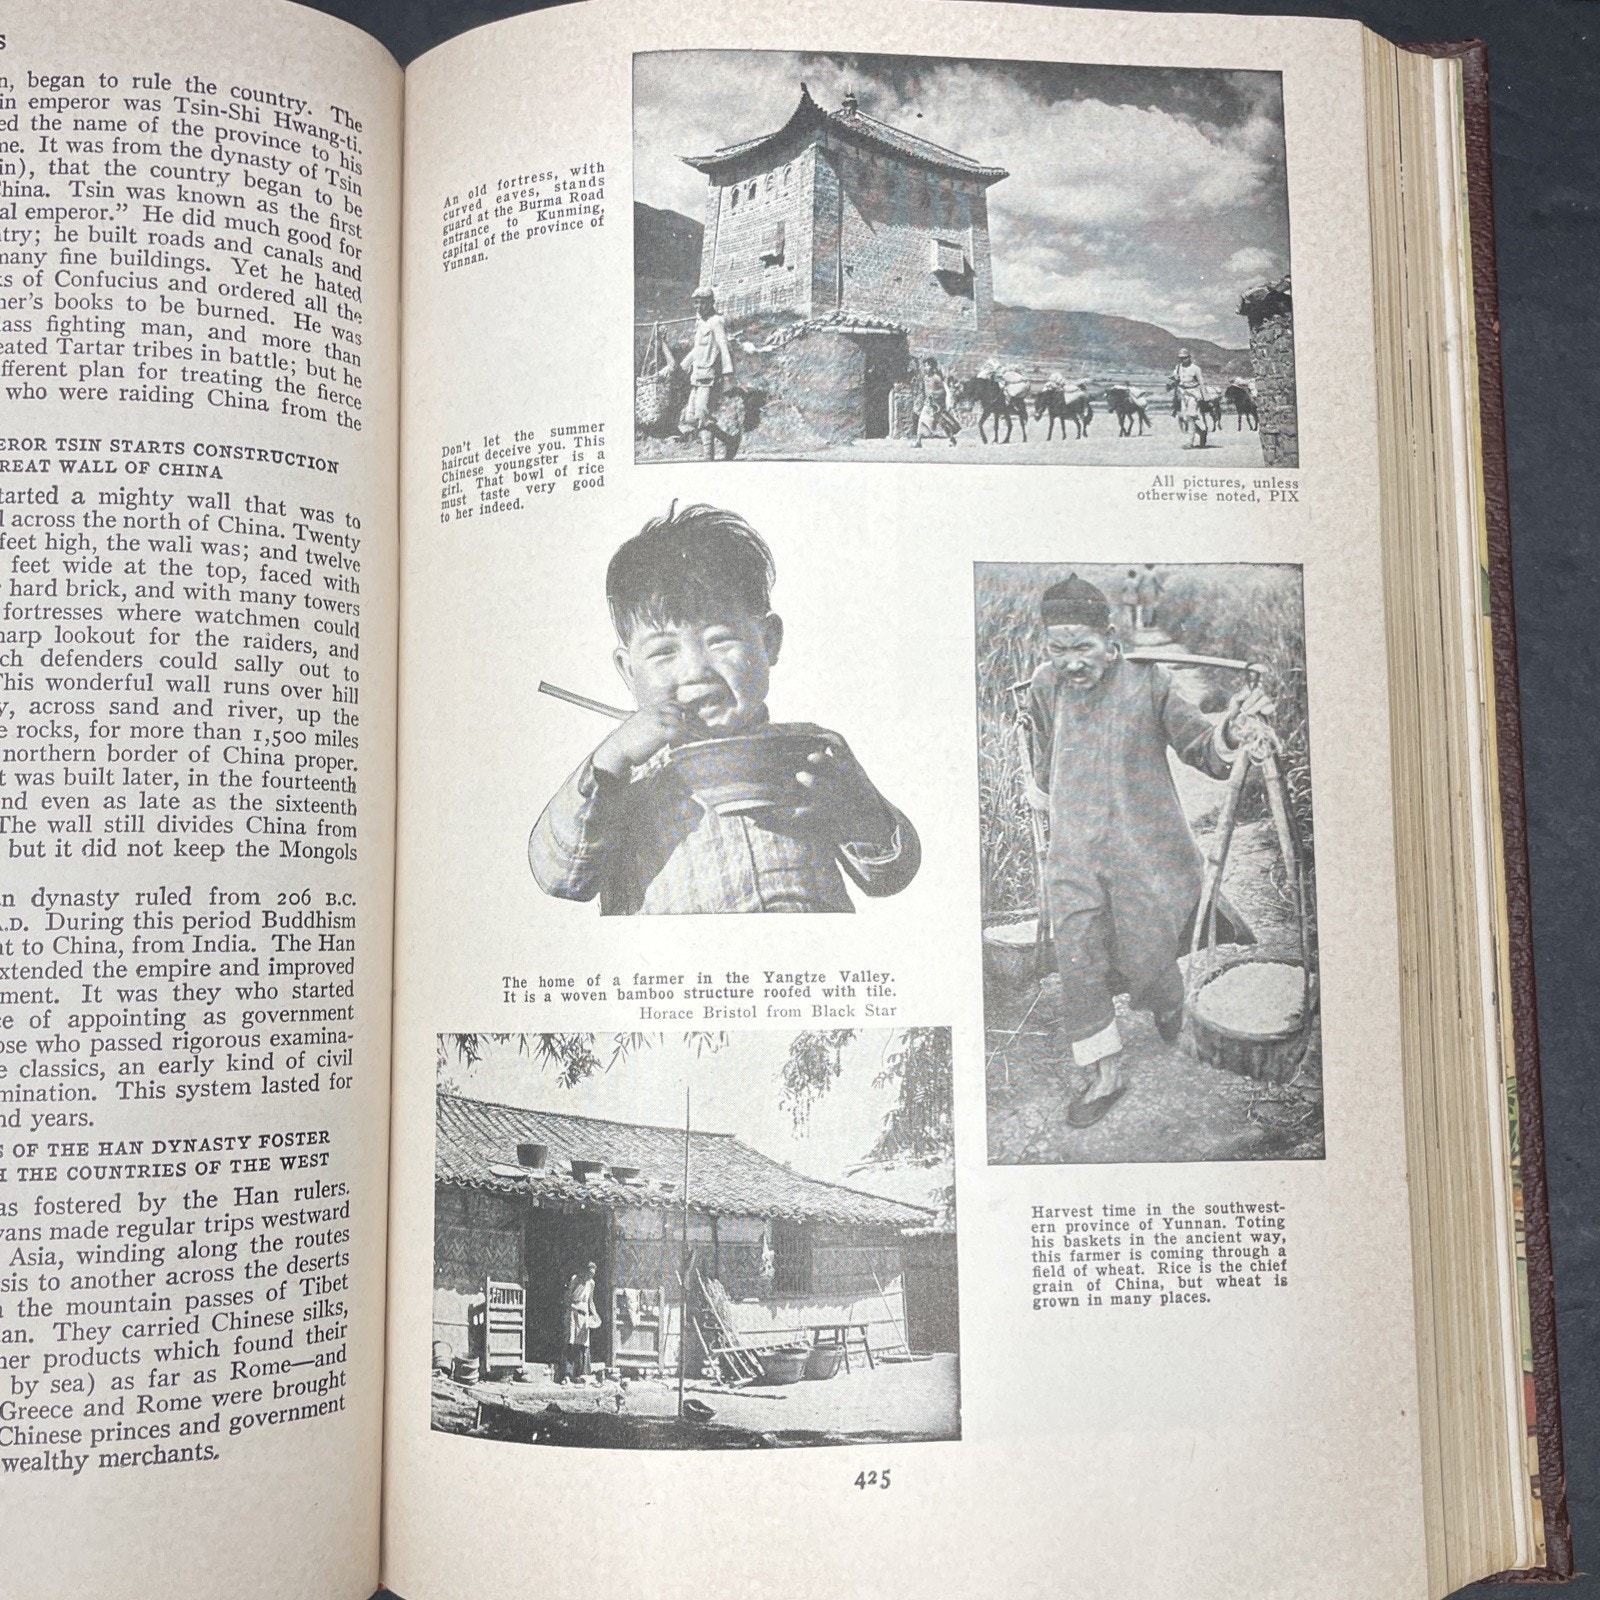 S
n, began to rule the country. The
in emperor was Tsin-Shi Hwang-ti.
ed the name of the province to his
ne. It was from the dynasty of Tsin
in), that the country began to be
China. Tsin was known as the first
al emperor.” He did much good for
ntry; he built roads and canals and
many fine buildings. Yet he hated
ks of Confucius and ordered all the
her’s books to be burned. He was
lass fighting man, and more than
eated Tartar tribes in battle; but he
fferent plan for treating the fierce
who were raiding China from the
EROR TSIN STARTS CONSTRUCTION
REAT WALL OF CHINA
tarted a mighty wall that was to
l across the north of China. Twenty
feet high, the wall was; and twelve
feet wide at the top, faced with
hard brick, and with many towers
fortresses where watchmen could
harp lookout for the raiders, and
ch defenders could sally out to
This wonderful wall runs over hill
y, across sand and river, up the
e rocks, for more than 1,500 miles
northern border of China proper.
t was built later, in the fourteenth
nd even as late as the sixteenth
The wall still divides China from
but it did not keep the Mongols
n dynasty ruled from 206 B.C.
A.D. During this period Buddhism
nt to China, from India. The Han
extended the empire and improved
ment. It was they who started
ce of appointing as government
ose who passed rigorous examina-
e classics, an early kind of civil
mination. This system lasted for
nd years.
S OF THE HAN DYNASTY FOSTER
H THE COUNTRIES OF THE WEST
as fostered by the Han rulers.
vans made regular trips westward
Asia, winding along the routes
sis to another across the deserts
h the mountain passes of Tibet
tan. They carried Chinese silks,
her products which found their
by sea) as far as Rome—and
Greece and Rome were brought
Chinese princes and government
wealthy merchants.
An old fortress, with
curved eaves, stands
guard at the Burma Road
entrance to Kunming,
capital of the province of
Yunnan.
Don't let the summer
haircut deceive you. This
Chinese youngster is a
girl. That bowl of rice
must taste very good
to her indeed.
All pictures, unless
otherwise noted, PIX
The home of a farmer in the Yangtze Valley.
It is a woven bamboo structure roofed with tile.
Horace Bristol from Black Star
Harvest time in the southwest-
ern province of Yunnan. Toting
his baskets in the ancient way,
this farmer is coming through a
field of wheat. Rice is the chief
grain of China, but wheat is
grown in many places.
425